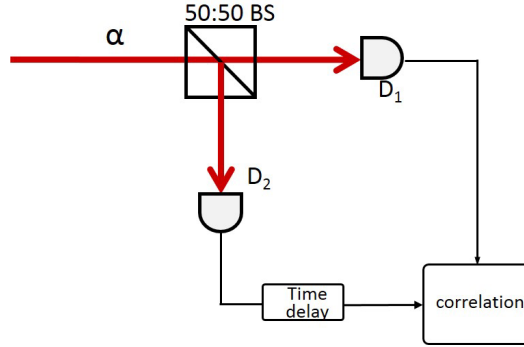 50:50 BS
α
D₁
D₂
Time
delay
correlation